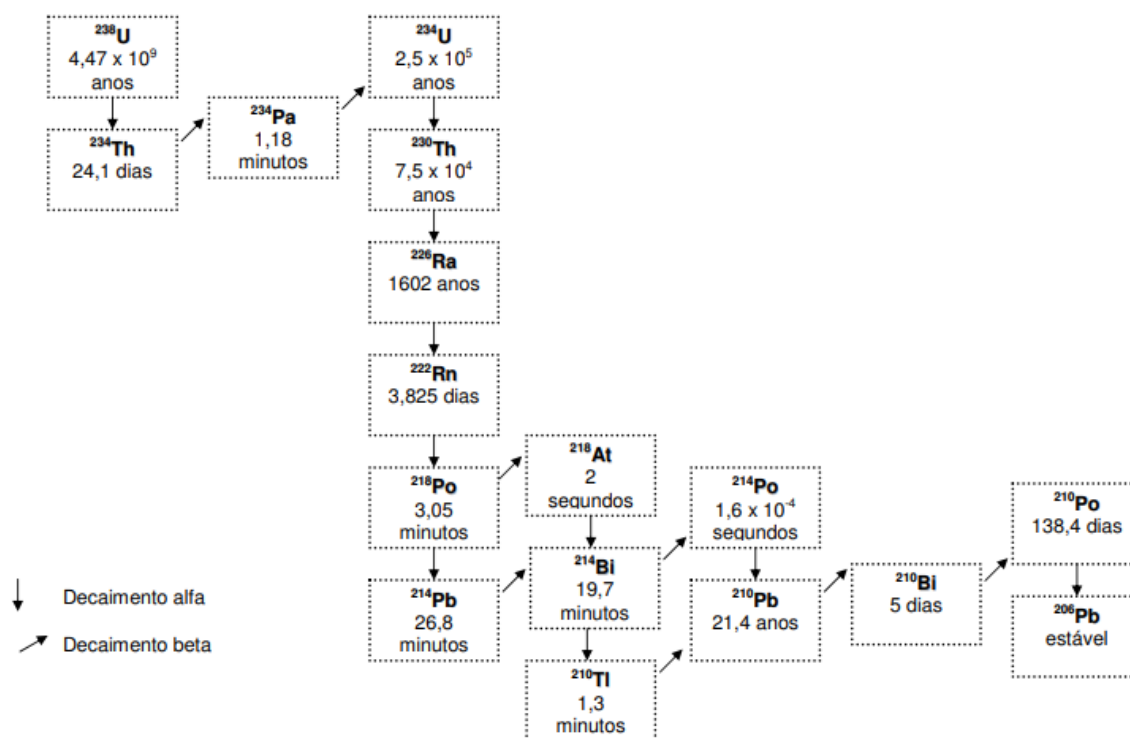 ²³⁸U
4,47 x 10⁹
anos
²³⁴Th
24,1 dias
²³⁴Pa
1,18
minutos
²³⁴U
2,5 x 10⁵
anos
²³⁰Th
7,5 x 10⁴
anos
²²⁶Ra
1602 anos
²²²Rn
3,825 dias
²¹⁸Po
3,05
minutos
²¹⁸At
2
segundos
²¹⁴Pb
26,8
minutos
²¹⁴Bi
19,7
minutos
²¹⁴Po
1,6 x 10⁻⁴
segundos
²¹⁰Tl
1,3
minutos
²¹⁰Pb
21,4 anos
²¹⁰Bi
5 dias
²¹⁰Po
138,4 dias
²⁰⁶Pb
estável
Decaimento alfa
Decaimento beta